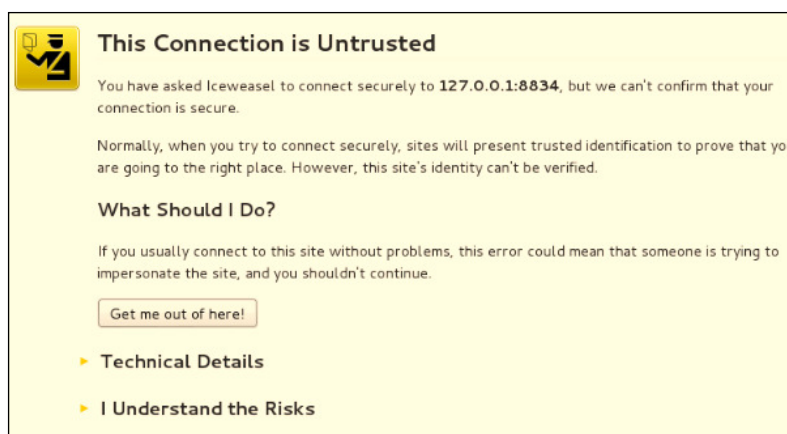 This Connection is Untrusted
You have asked Iceweasel to connect securely to 127.0.0.1:8834, but we can't confirm that your
connection is secure.
Normally, when you try to connect securely, sites will present trusted identification to prove that yo
are going to the right place. However, this site's identity can't be verified.
What Should I Do?
If you usually connect to this site without problems, this error could mean that someone is trying to
impersonate the site, and you shouldn't continue.
Get me out of here!
Technical Details
I Understand the Risks